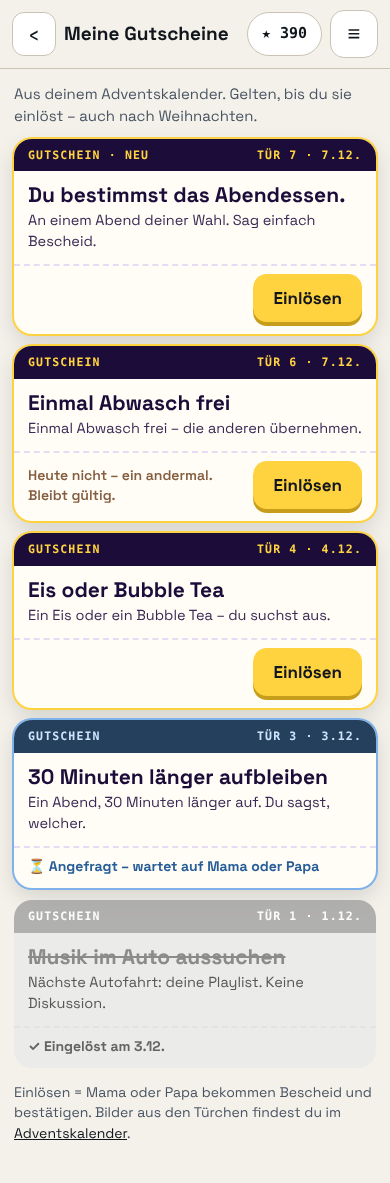 < Meine Gutscheine ★ 390 ≡
Aus deinem Adventskalender. Gelten, bis du sie
einlöst – auch nach Weihnachten.
GUTSCHEIN · NEU TÜR 7 · 7.12.
Du bestimmst das Abendessen.
An einem Abend deiner Wahl. Sag einfach
Bescheid.
Einlösen
GUTSCHEIN TÜR 6 · 7.12.
Einmal Abwasch frei
Einmal Abwasch frei – die anderen übernehmen.
Heute nicht – ein andermal.
Bleibt gültig.
Einlösen
GUTSCHEIN TÜR 4 · 4.12.
Eis oder Bubble Tea
Ein Eis oder ein Bubble Tea – du suchst aus.
Einlösen
GUTSCHEIN TÜR 3 · 3.12.
30 Minuten länger aufbleiben
Ein Abend, 30 Minuten länger auf. Du sagst,
welcher.
⏳ Angefragt – wartet auf Mama oder Papa
GUTSCHEIN TÜR 1 · 1.12.
Musik im Auto aussuchen
Nächste Autofahrt: deine Playlist. Keine
Diskussion.
✓ Eingelöst am 3.12.
Einlösen = Mama oder Papa bekommen Bescheid und
bestätigen. Bilder aus den Türchen findest du im
Adventskalender.